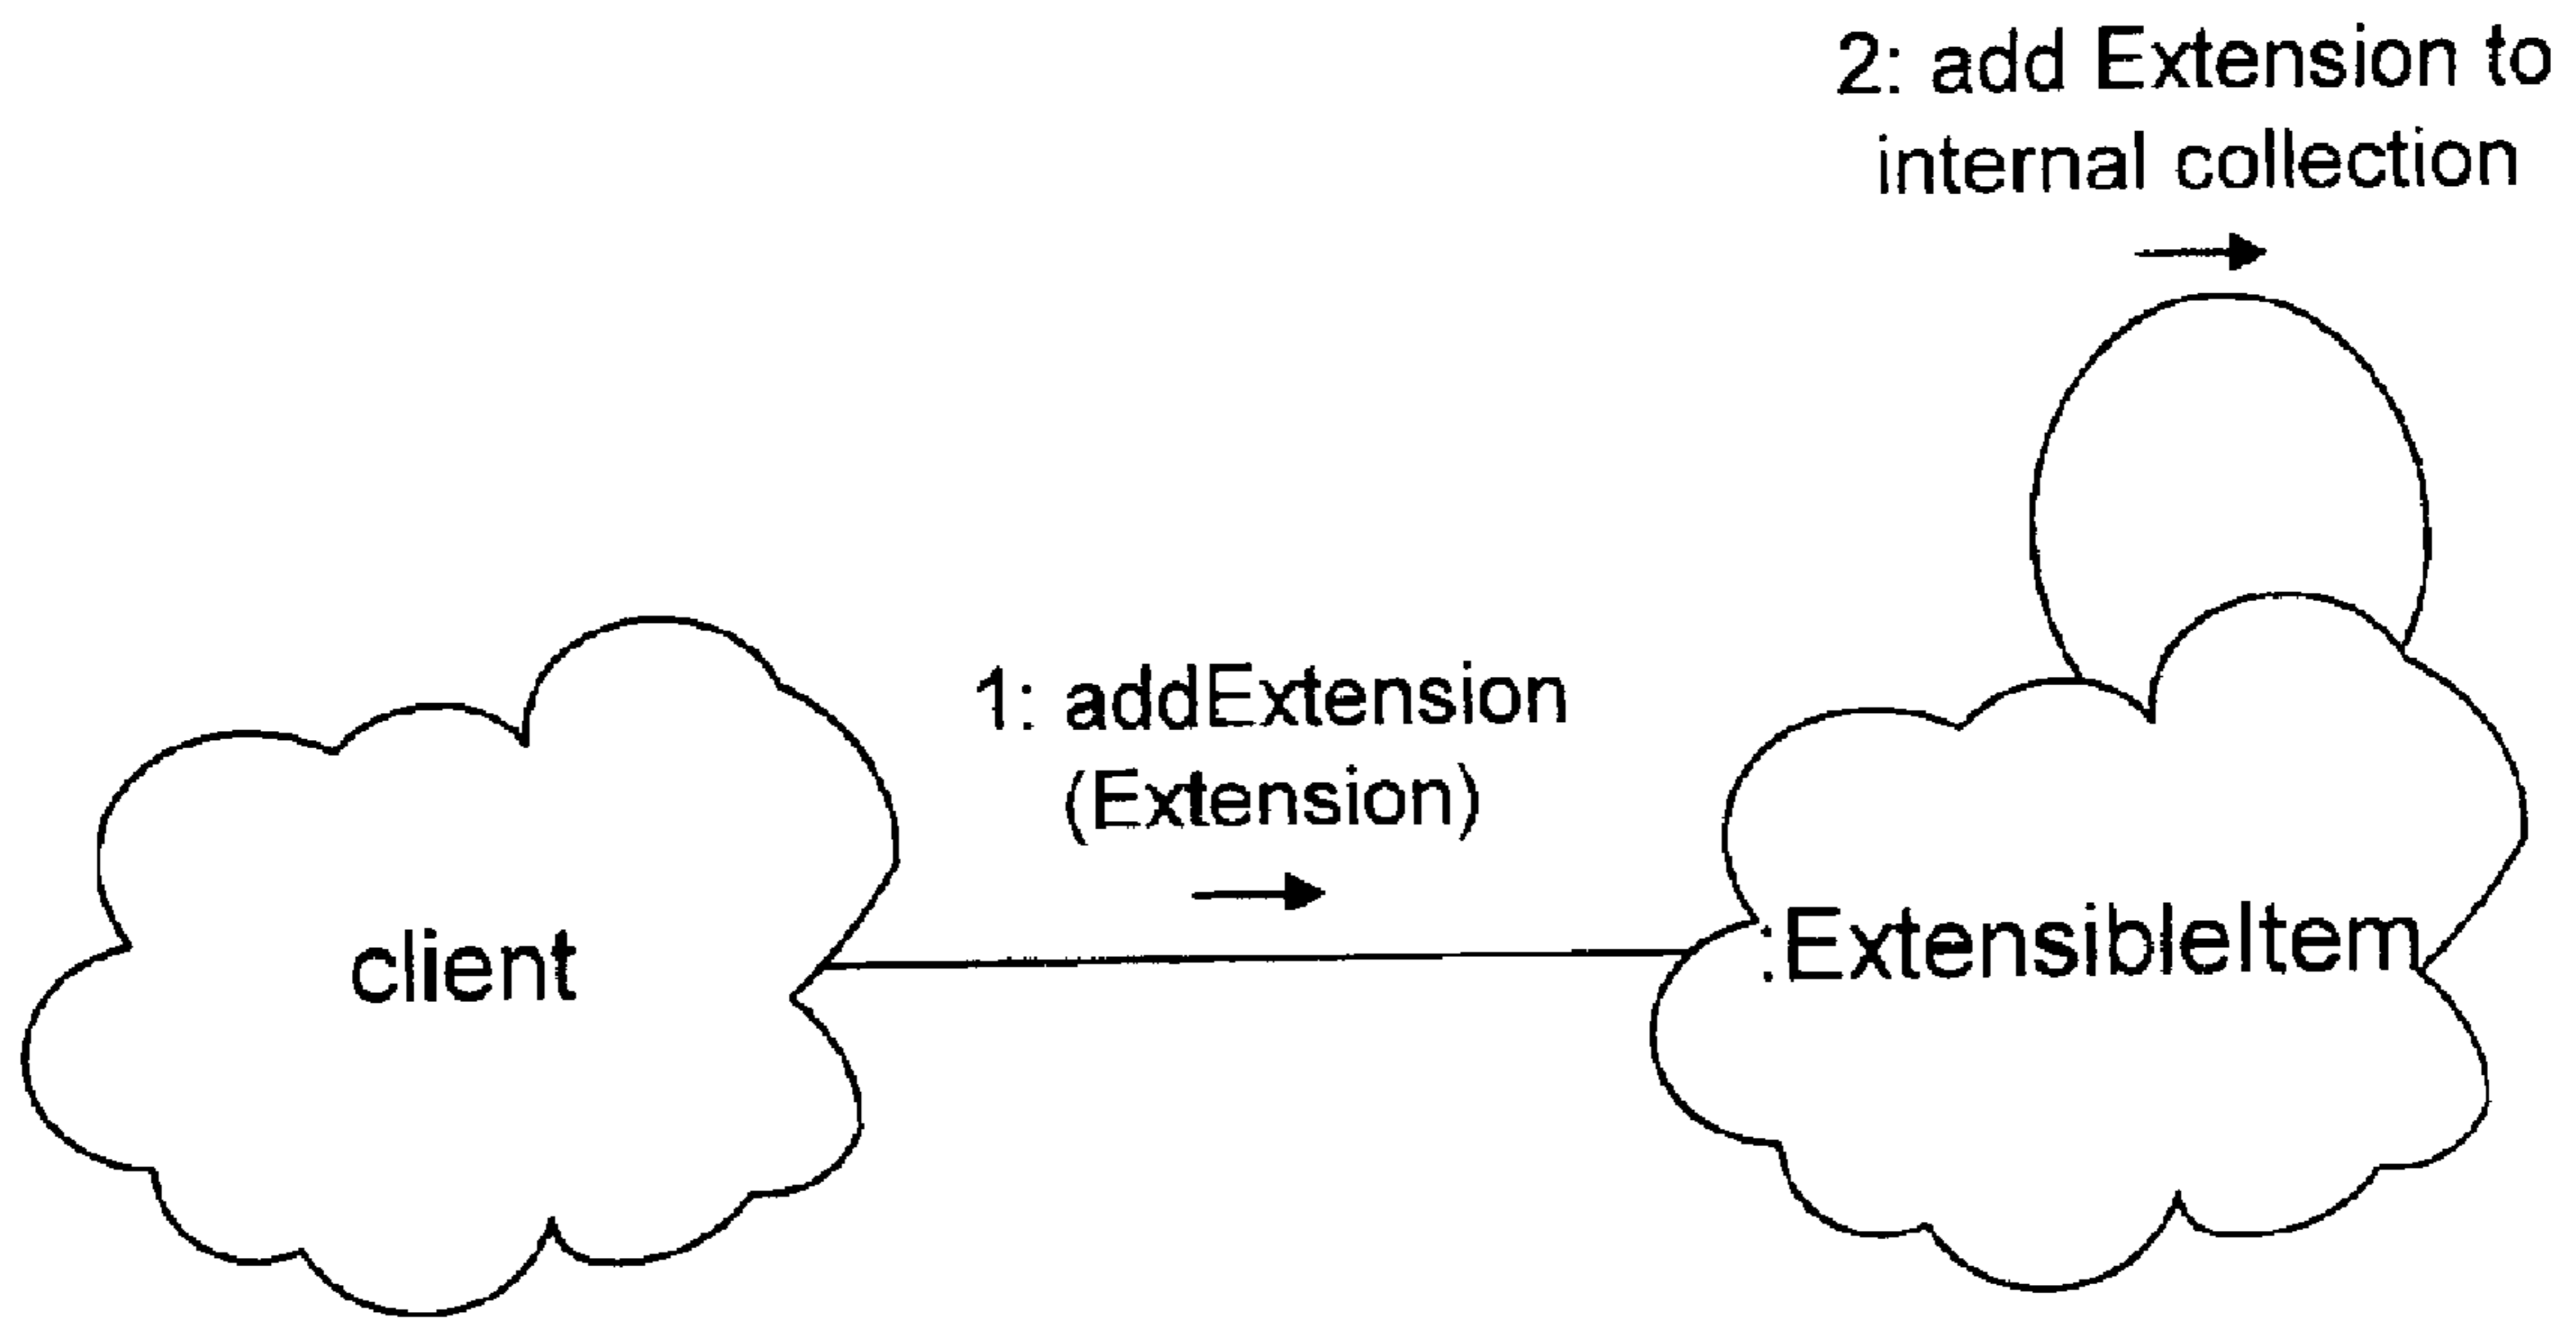 2: add Extension to
internal collection
1: addExtension
(Extension)
client
:ExtensibleItem